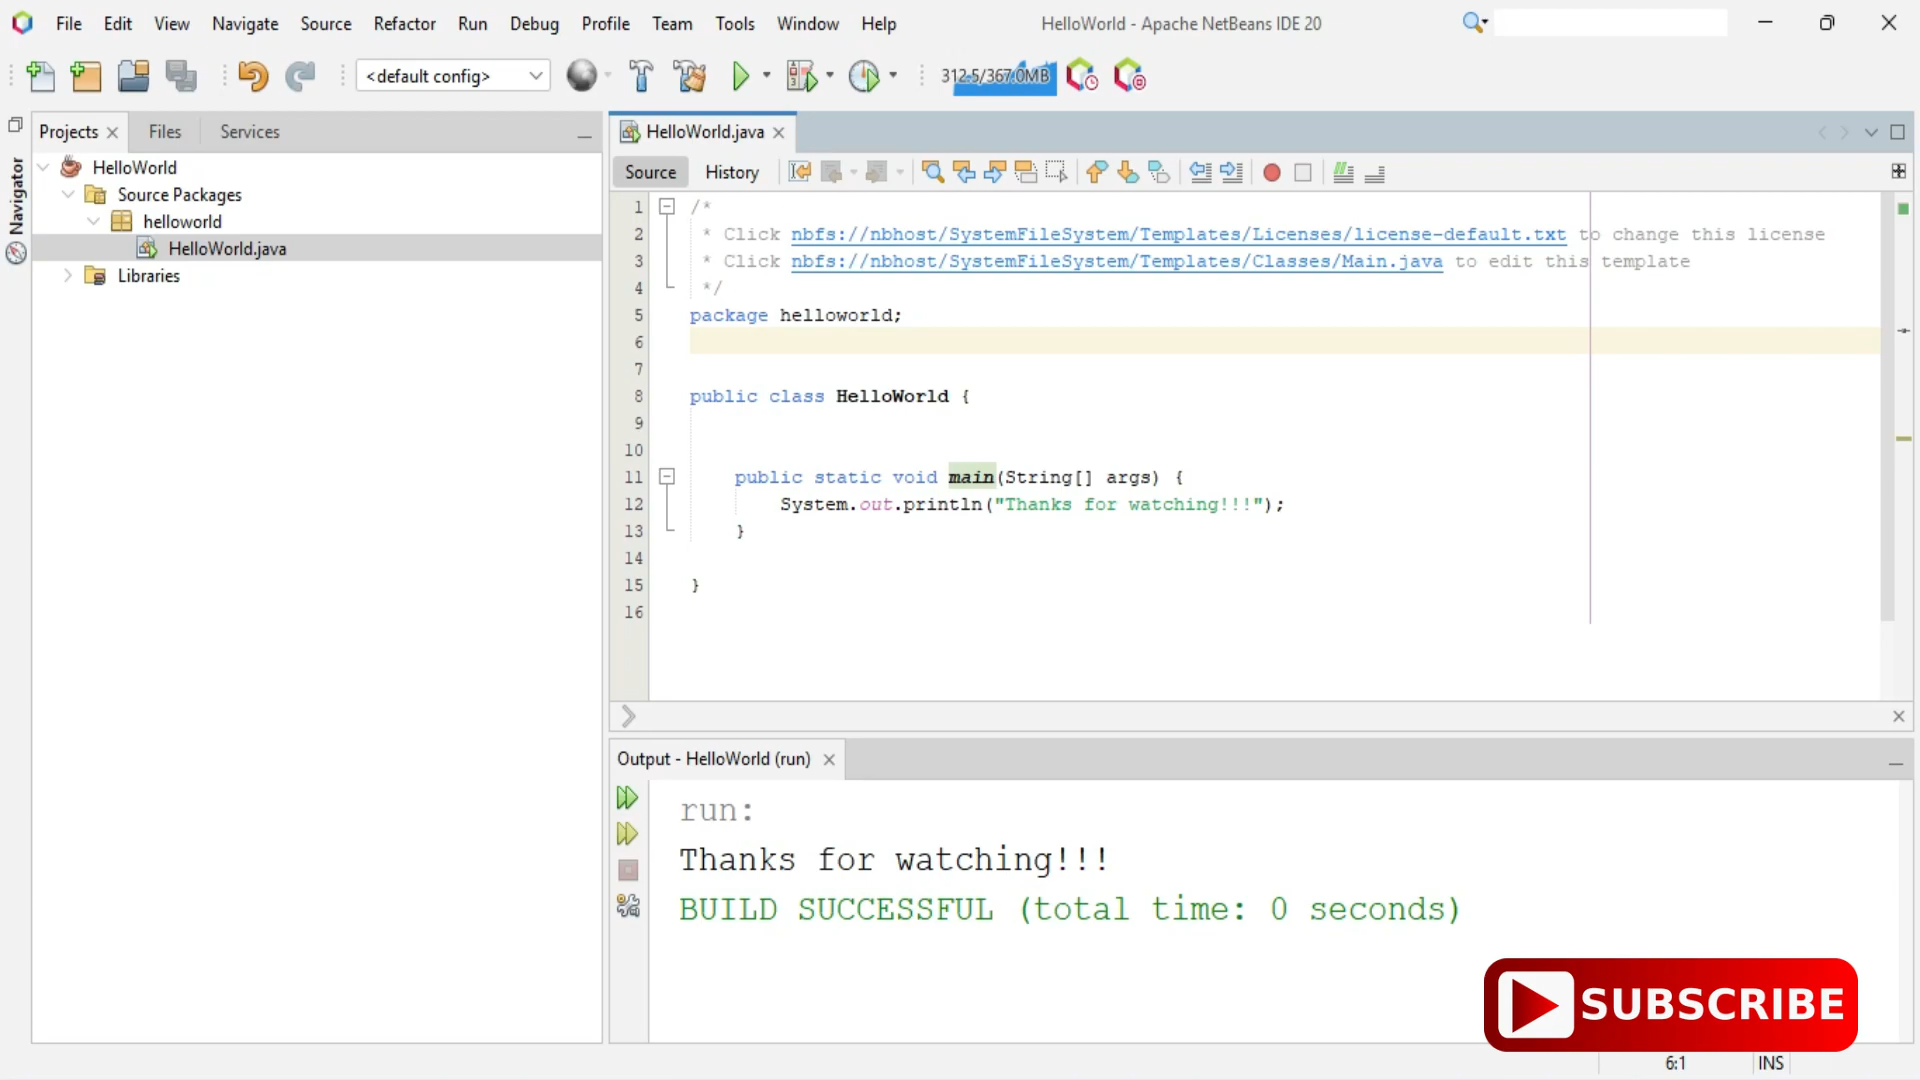 File Edit View Navigate Source Refactor Run Debug Profile Team Tools Window Help HelloWorld - Apache NetBeans IDE 20
<default config> 312.5/367.0MB
Projects Files Services
Navigator
HelloWorld
Source Packages
helloworld
HelloWorld.java
Libraries
HelloWorld.java
Source History
1 /*
2 * Click nbfs://nbhost/SystemFileSystem/Templates/Licenses/license-default.txt to change this license
3 * Click nbfs://nbhost/SystemFileSystem/Templates/Classes/Main.java to edit this template
4 */
5 package helloworld;
6
7
8 public class HelloWorld {
9
10
11 public static void main(String[] args) {
12 System.out.println("Thanks for watching!!!");
13 }
14
15 }
16
Output - HelloWorld (run)
run:
Thanks for watching!!!
BUILD SUCCESSFUL (total time: 0 seconds)
SUBSCRIBE
6:1 INS